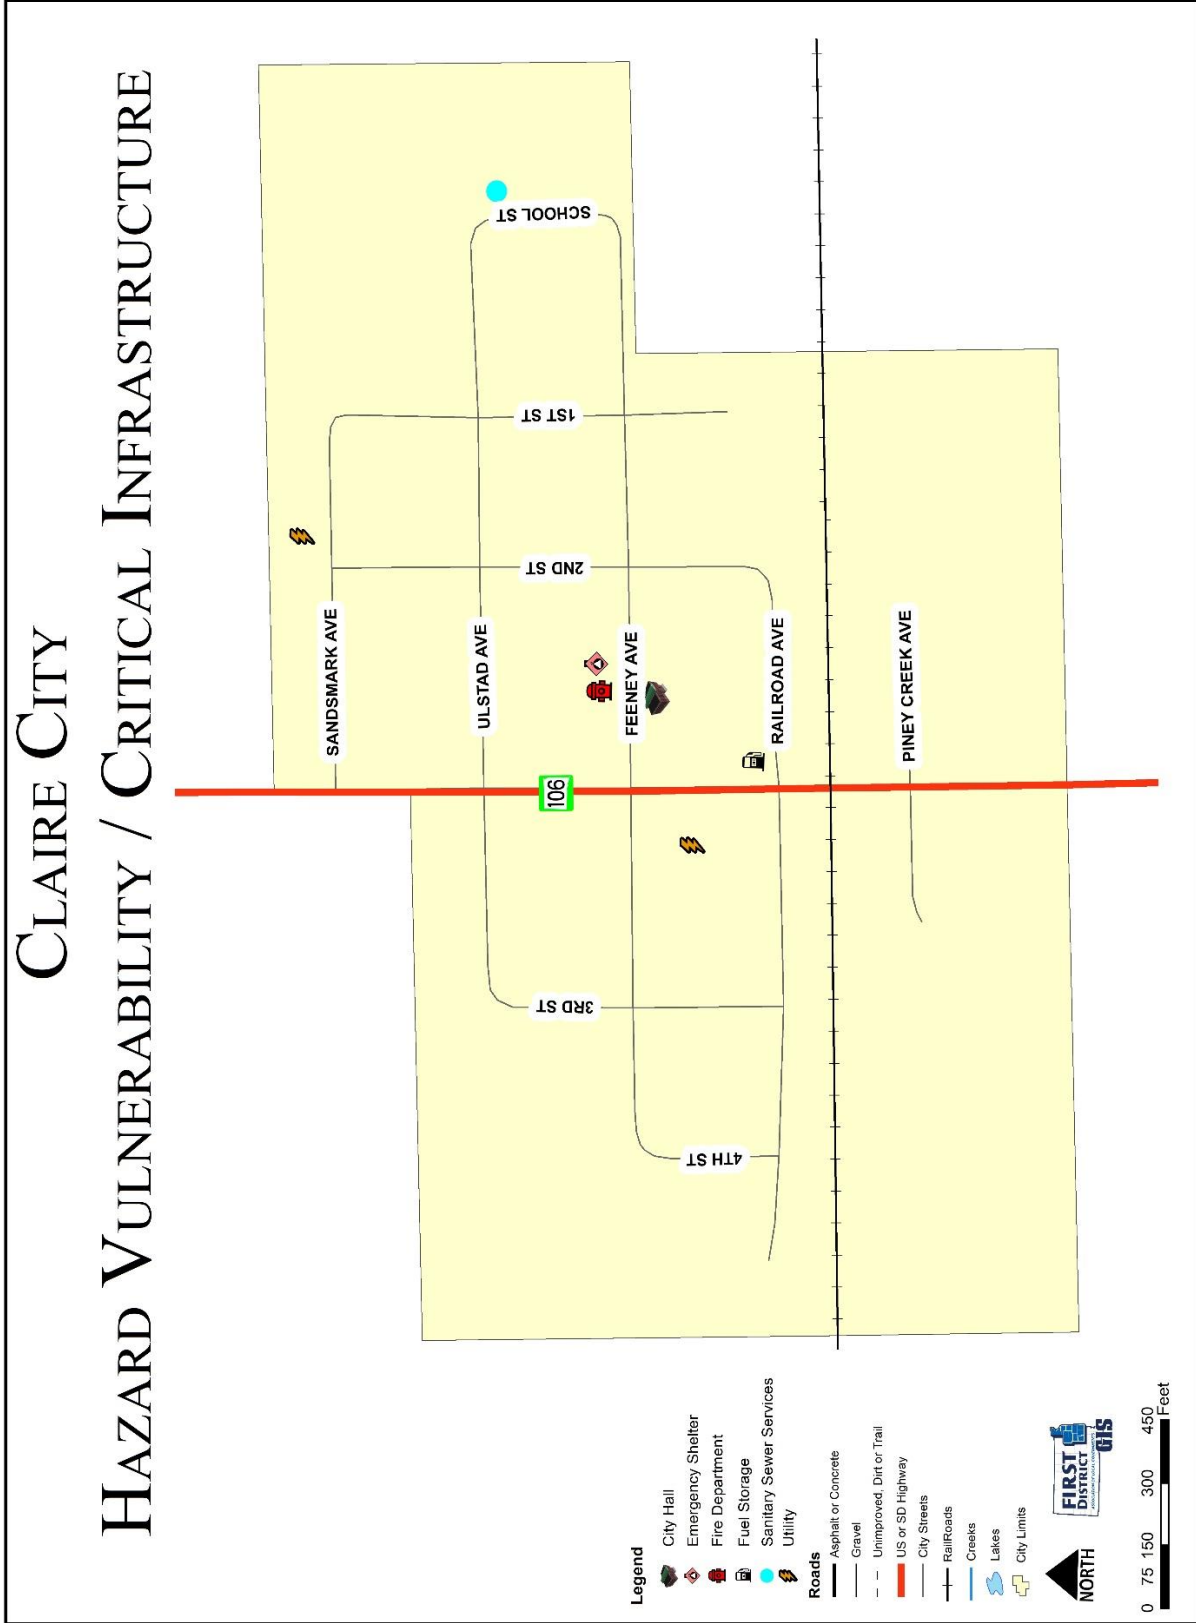 CLAIRE CITY
HAZARD VULNERABILITY / CRITICAL INFRASTRUCTURE
SANDSMARK AVE
ULSTAD AVE
FEENEY AVE
RAILROAD AVE
PINEY CREEK AVE
SCHOOL ST
1ST ST
2ND ST
106
3RD ST
4TH ST
Legend
City Hall
Emergency Shelter
Fire Department
Fuel Storage
Sanitary Sewer Services
Utility
Roads
Asphalt or Concrete
Gravel
Unimproved, Dirt or Trail
US or SD Highway
City Streets
RailRoads
Creeks
Lakes
City Limits
NORTH
FIRST
DISTRICT
GIS
0 75 150 300 450
Feet